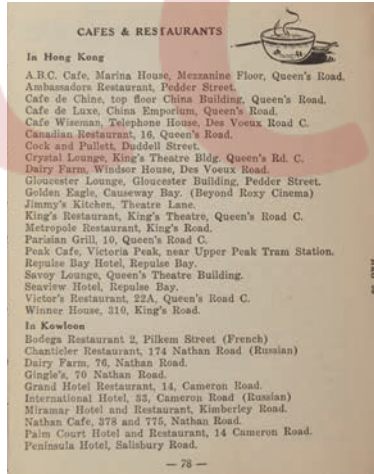 CAFES & RESTAURANTS
In Hong Kong
A.B.C. Cafe, Marina House, Mezzanine Floor, Queen's Road.
Ambassadors Restaurant, Pedder Street.
Cafe de Chine, top floor China Building, Queen's Road.
Cafe de Luxe, China Emporium, Queen's Road.
Cafe Wiseman, Telephone House, Des Voeux Road C.
Canadian Restaurant, 16, Queen's Road.
Cock and Pullett, Duddell Street.
Crystal Lounge, King's Theatre Bldg. Queen's Rd. C.
Dairy Farm, Windsor House, Des Voeux Road.
Gloucester Lounge, Gloucester Building, Pedder Street.
Golden Eagle, Causeway Bay. (Beyond Roxy Cinema)
Jimmy's Kitchen, Theatre Lane.
King's Restaurant, King's Theatre, Queen's Road C.
Metropole Restaurant, King's Road.
Parisian Grill, 10, Queen's Road C.
Peak Cafe, Victoria Peak, near Upper Peak Tram Station.
Repulse Bay Hotel, Repulse Bay.
Savoy Lounge, Queen's Theatre Building.
Seaview Hotel, Repulse Bay.
Victor's Restaurant, 22A, Queen's Road C.
Winner House, 310, King's Road.
In Kowloon
Bodega Restaurant 2, Pilkem Street (French)
Chanticler Restaurant, 174 Nathan Road (Russian)
Dairy Farm, 76, Nathan Road.
Gingle's, 70 Nathan Road.
Grand Hotel Restaurant, 14, Cameron Road.
International Hotel, 33, Cameron Road (Russian)
Miramar Hotel and Restaurant, Kimberley Road.
Nathan Cafe, 378 and 775, Nathan Road.
Palm Court Hotel and Restaurant, 14 Cameron Road.
Peninsula Hotel, Salisbury Road.
— 78 —